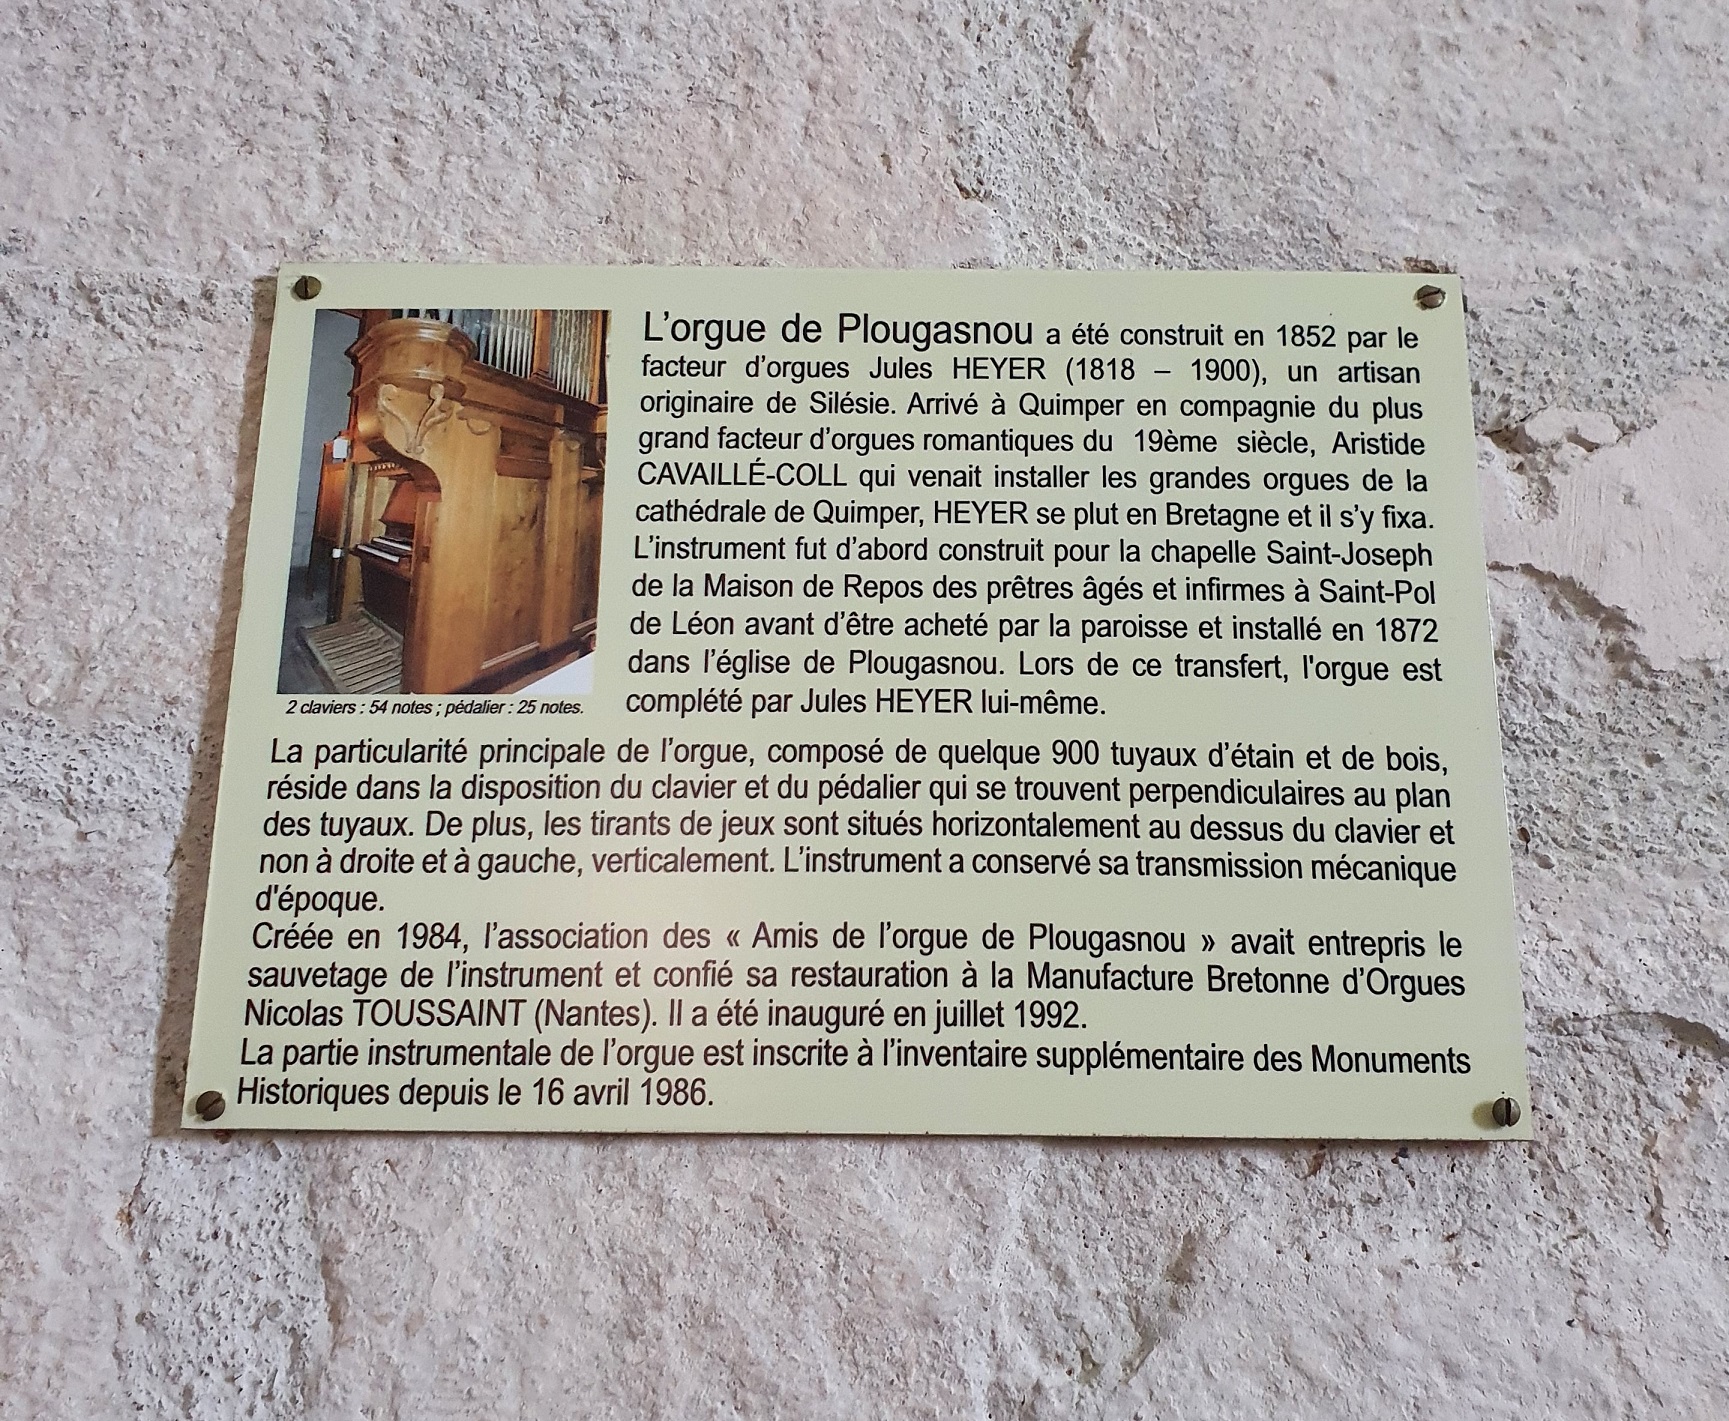 L'orgue de Plougasnou a été construit en 1852 par le
facteur d'orgues Jules HEYER (1818 – 1900), un artisan
originaire de Silésie. Arrivé à Quimper en compagnie du plus
grand facteur d'orgues romantiques du 19ème siècle, Aristide
CAVAILLÉ-COLL qui venait installer les grandes orgues de la
cathédrale de Quimper, HEYER se plut en Bretagne et il s'y fixa.
L'instrument fut d'abord construit pour la chapelle Saint-Joseph
de la Maison de Repos des prêtres âgés et infirmes à Saint-Pol
de Léon avant d'être acheté par la paroisse et installé en 1872
dans l'église de Plougasnou. Lors de ce transfert, l'orgue est
complété par Jules HEYER lui-même.
2 claviers : 54 notes ; pédalier : 25 notes.
La particularité principale de l'orgue, composé de quelque 900 tuyaux d'étain et de bois,
réside dans la disposition du clavier et du pédalier qui se trouvent perpendiculaires au plan
des tuyaux. De plus, les tirants de jeux sont situés horizontalement au dessus du clavier et
non à droite et à gauche, verticalement. L'instrument a conservé sa transmission mécanique
d'époque.
Créée en 1984, l'association des « Amis de l'orgue de Plougasnou » avait entrepris le
sauvetage de l'instrument et confié sa restauration à la Manufacture Bretonne d'Orgues
Nicolas TOUSSAINT (Nantes). Il a été inauguré en juillet 1992.
La partie instrumentale de l'orgue est inscrite à l'inventaire supplémentaire des Monuments
Historiques depuis le 16 avril 1986.